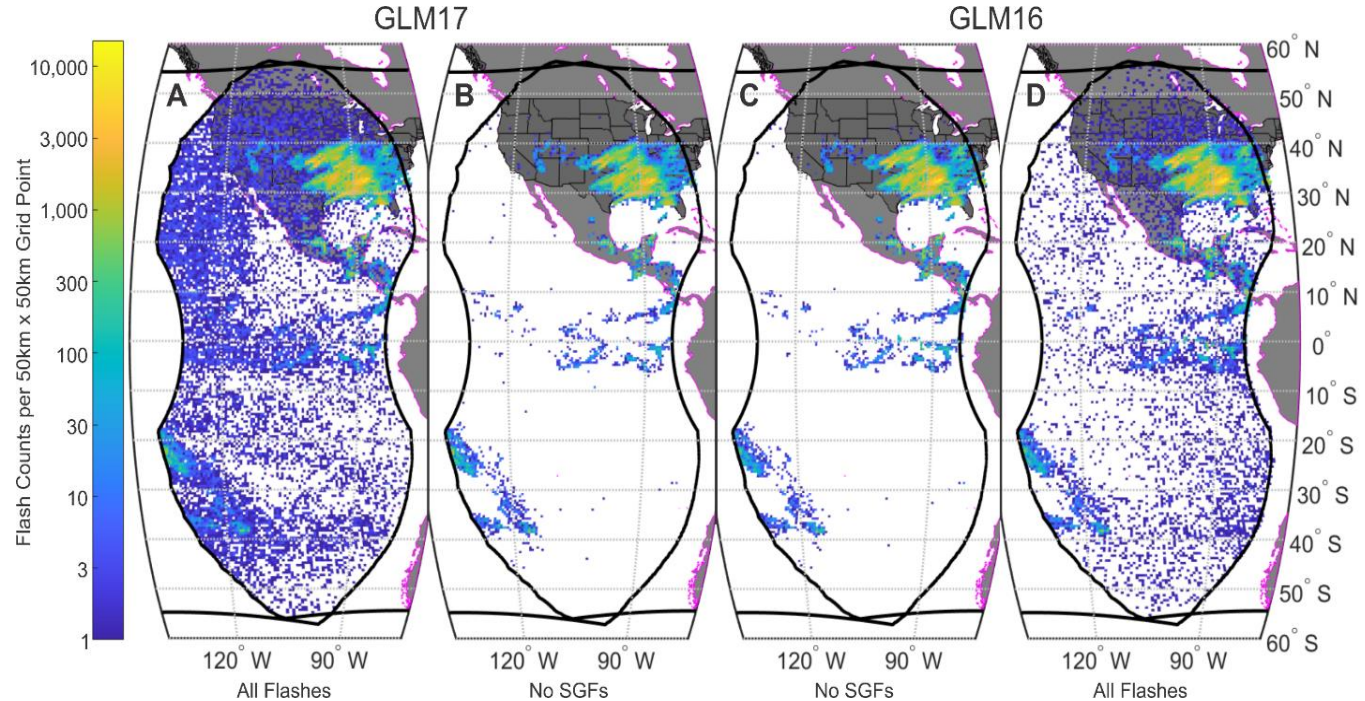 GLM17
GLM16
Flash Counts per 50km x 50km Grid Point
10,000
3,000
1,000
300
100
30
10
3
1
A
B
C
D
60° N
50° N
40° N
30° N
20° N
10° N
0°
10° S
20° S
30° S
40° S
50° S
60° S
120° W
90° W
120° W
90° W
120° W
90° W
120° W
90° W
All Flashes
No SGFs
No SGFs
All Flashes